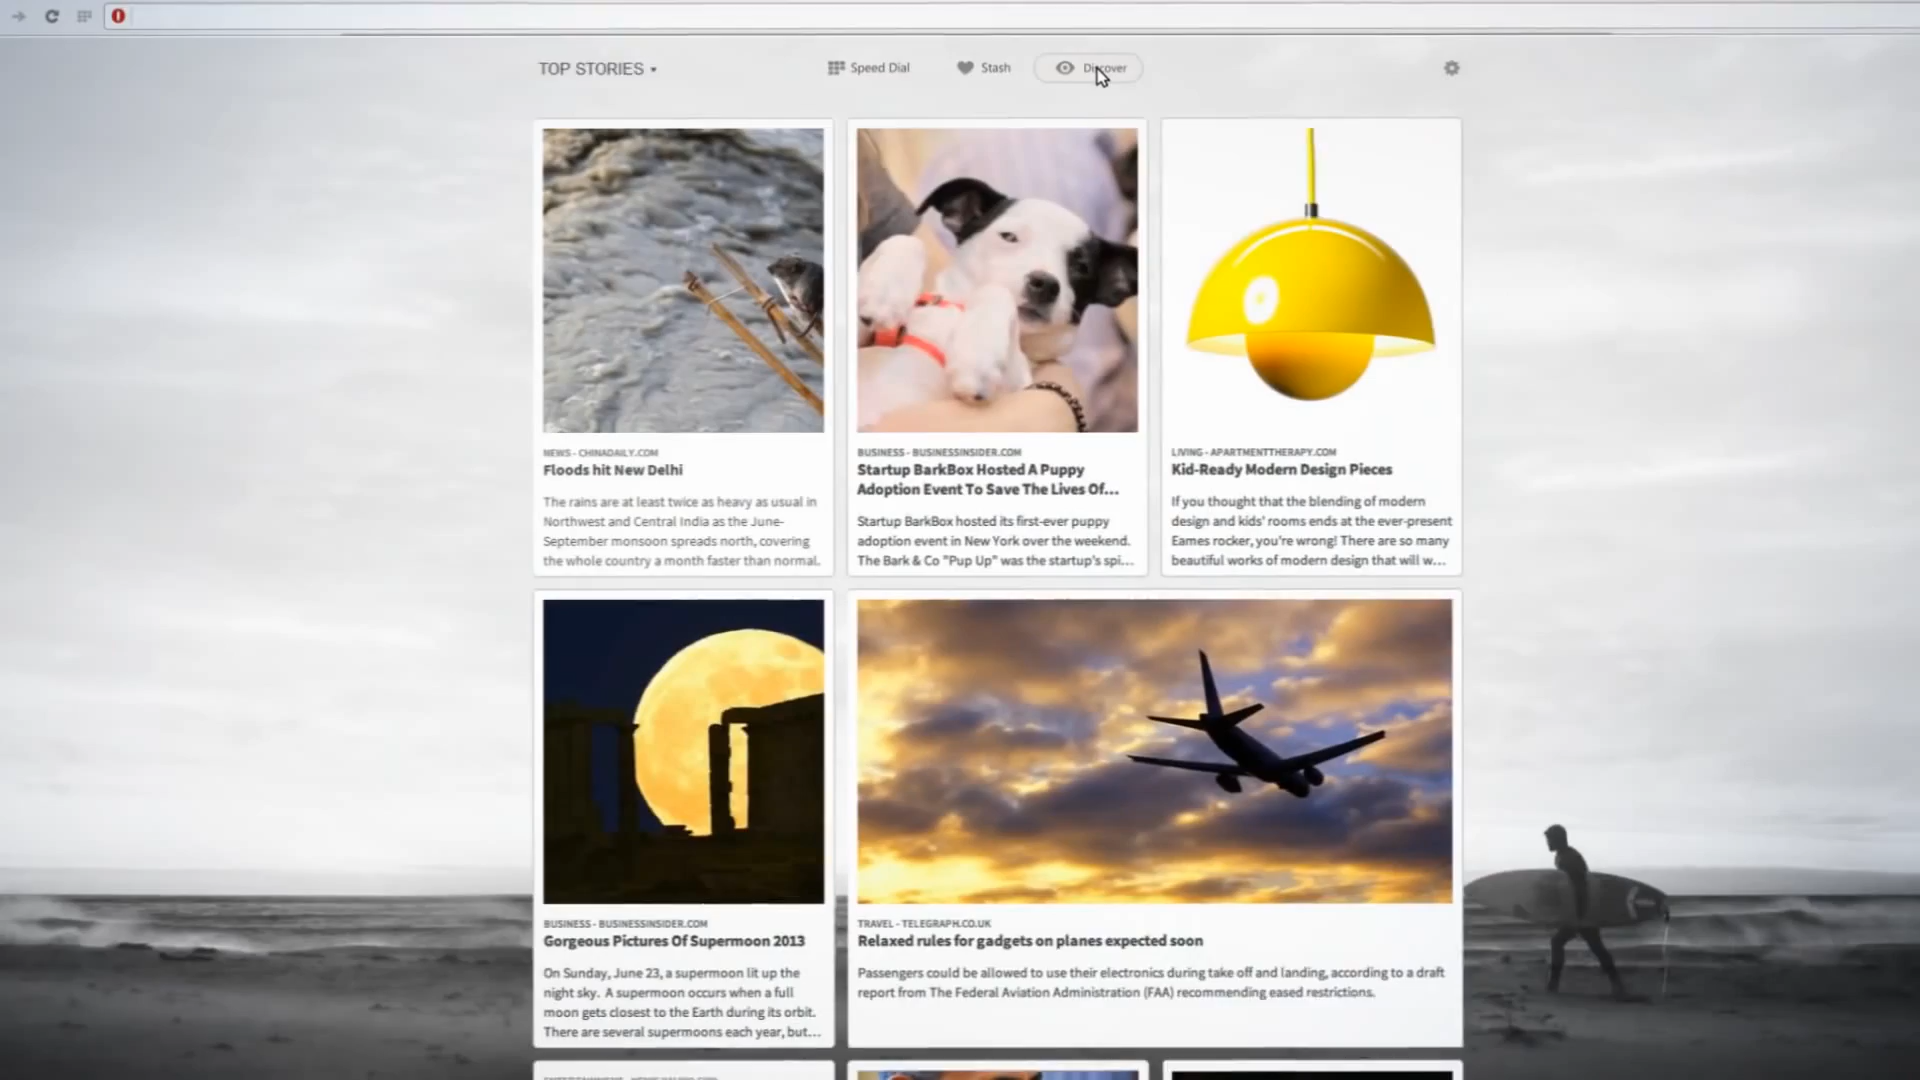 TOP STORIES
Speed Dial
Stash
Discover
NEWS - CHINADAILY.COM
Floods hit New Delhi
The rains are at least twice as heavy as usual in
Northwest and Central India as the June-
September monsoon spreads north, covering
the whole country a month faster than normal.
BUSINESS - BUSINESSINSIDER.COM
Startup BarkBox Hosted A Puppy
Adoption Event To Save The Lives Of...
Startup BarkBox hosted its first-ever puppy
adoption event in New York over the weekend.
The Bark & Co "Pup Up" was the startup's spi...
LIVING - APARTMENTTHERAPY.COM
Kid-Ready Modern Design Pieces
If you thought that the blending of modern
design and kids' rooms ends at the ever-present
Eames rocker, you're wrong! There are so many
beautiful works of modern design that will w...
BUSINESS - BUSINESSINSIDER.COM
Gorgeous Pictures Of Supermoon 2013
On Sunday, June 23, a supermoon lit up the
night sky. A supermoon occurs when a full
moon gets closest to the Earth during its orbit.
There are several supermoons each year, but...
TRAVEL - TELEGRAPH.CO.UK
Relaxed rules for gadgets on planes expected soon
Passengers could be allowed to use their electronics during take off and landing, according to a draft
report from The Federal Aviation Administration (FAA) recommending eased restrictions.